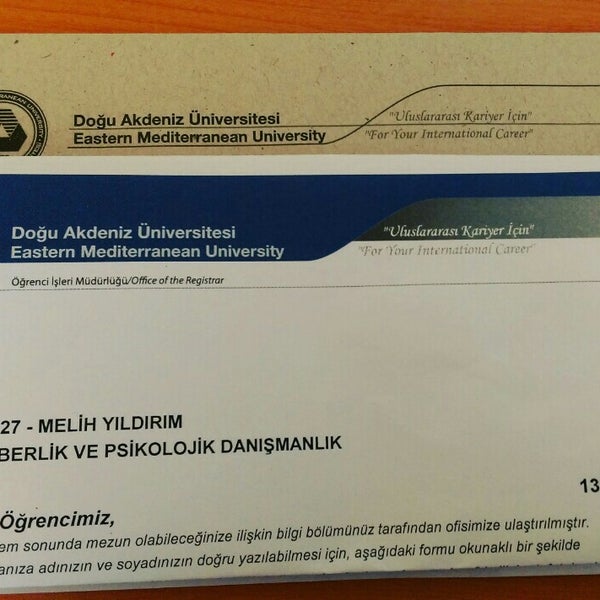 Doğu Akdeniz Üniversitesi
"Uluslararası Kariyer İçin"
Eastern Mediterranean University
"For Your International Career"
Doğu Akdeniz Üniversitesi
"Uluslararası Kariyer İçin"
Eastern Mediterranean University
"For Your International Career"
Öğrenci İşleri Müdürlüğü/Office of the Registrar
27 - MELİH YILDIRIM
BERLİK VE PSİKOLOJİK DANIŞMANLIK
13
Öğrencimiz,
em sonunda mezun olabileceğinize ilişkin bilgi bölümünüz tarafından ofisimize ulaştırılmıştır.
anıza adınızın ve soyadınızın doğru yazılabilmesi için, aşağıdaki formu okunaklı bir şekilde